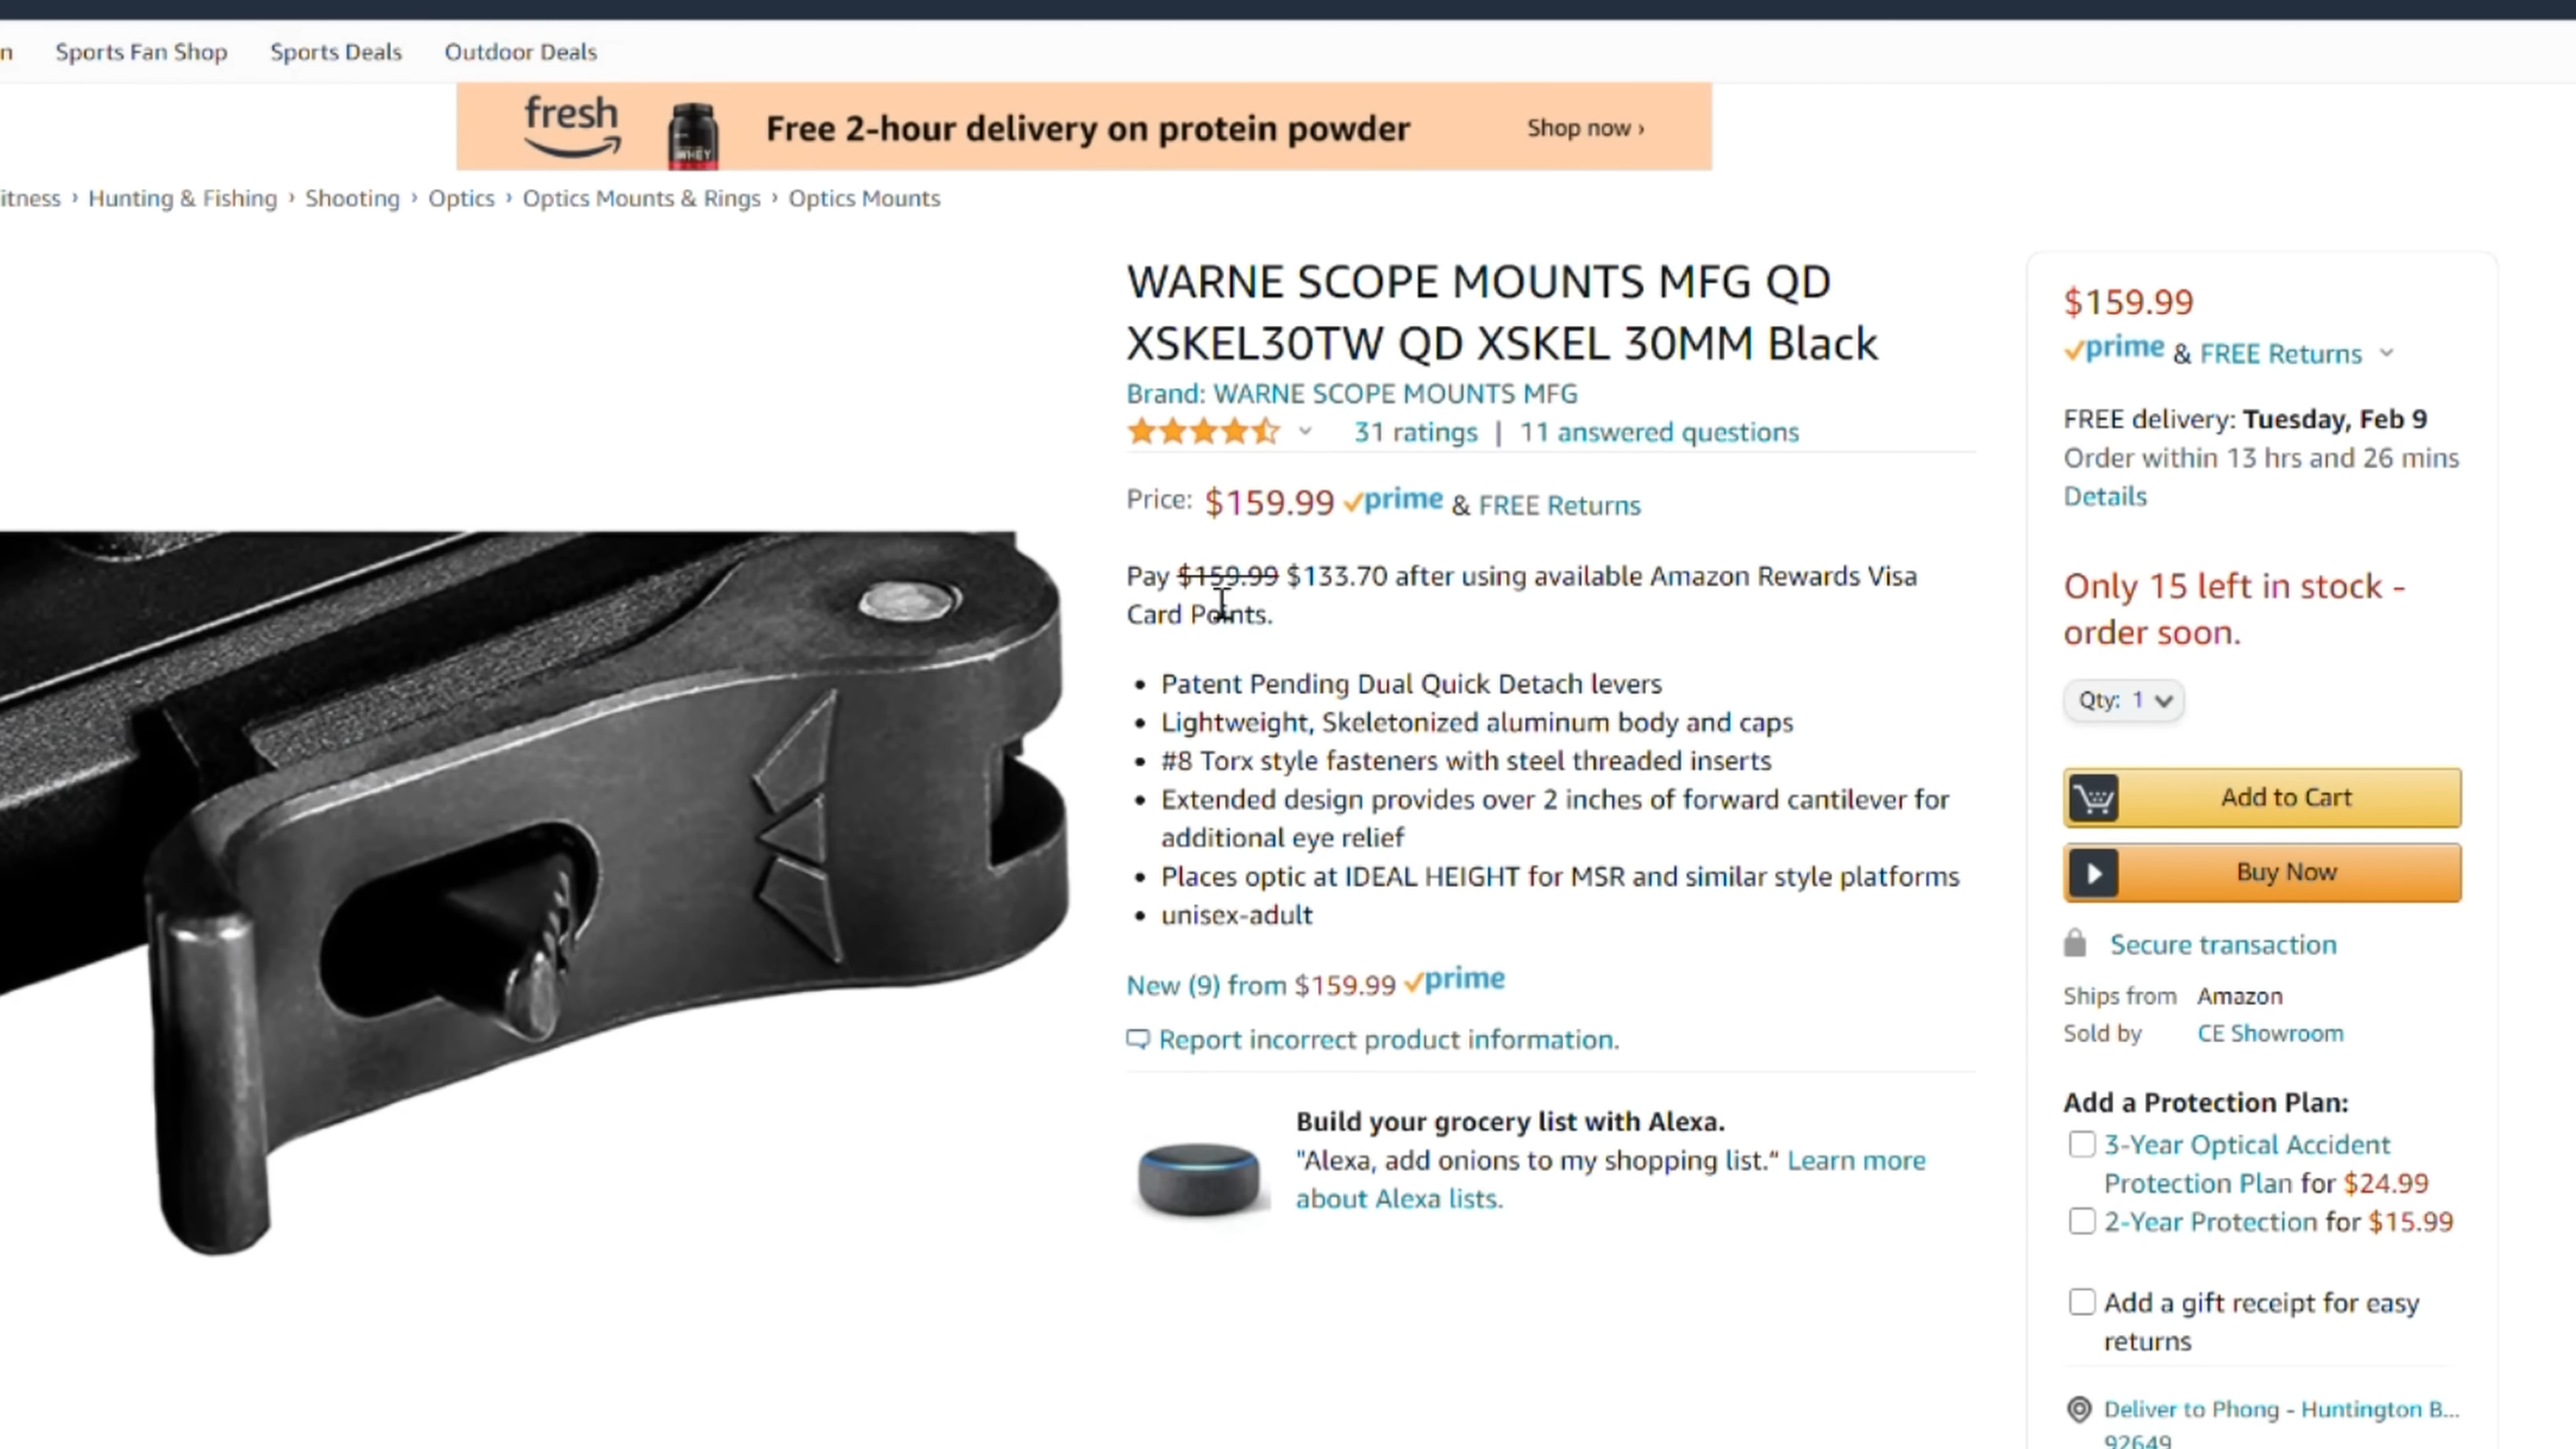 n Sports Fan Shop Sports Deals Outdoor Deals
fresh
WHEY
Free 2-hour delivery on protein powder
Shop now ›
itness › Hunting & Fishing › Shooting › Optics › Optics Mounts & Rings › Optics Mounts
WARNE SCOPE MOUNTS MFG QD
XSKEL30TW QD XSKEL 30MM Black
Brand: WARNE SCOPE MOUNTS MFG
31 ratings | 11 answered questions
Price: $159.99 prime & FREE Returns
Pay $159.99 $133.70 after using available Amazon Rewards Visa
Card Points.
• Patent Pending Dual Quick Detach levers
• Lightweight, Skeletonized aluminum body and caps
• #8 Torx style fasteners with steel threaded inserts
• Extended design provides over 2 inches of forward cantilever for
additional eye relief
• Places optic at IDEAL HEIGHT for MSR and similar style platforms
• unisex-adult
New (9) from $159.99 prime
Report incorrect product information.
Build your grocery list with Alexa.
"Alexa, add onions to my shopping list." Learn more
about Alexa lists.
$159.99
prime & FREE Returns
FREE delivery: Tuesday, Feb 9
Order within 13 hrs and 26 mins
Details
Only 15 left in stock -
order soon.
Qty: 1
Add to Cart
Buy Now
Secure transaction
Ships from Amazon
Sold by CE Showroom
Add a Protection Plan:
3-Year Optical Accident
Protection Plan for $24.99
2-Year Protection for $15.99
Add a gift receipt for easy
returns
Deliver to Phong - Huntington B...
92649